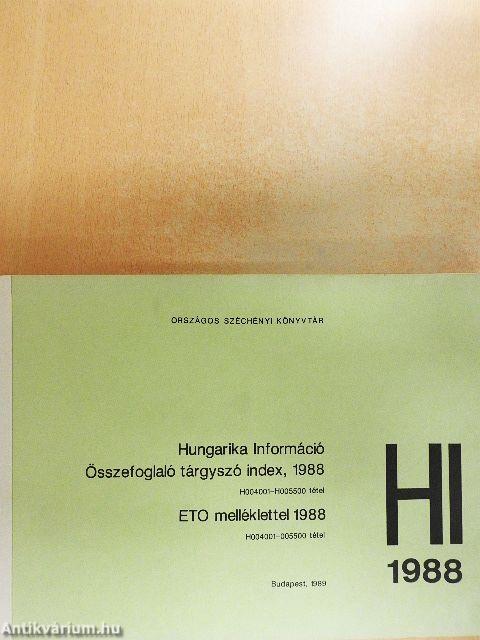 ORSZÁGOS SZÉCHÉNYI KÖNYVTÁR
Hungarika Információ
Összefoglaló tárgyszó index, 1988
H004001-H005500 tétel
ETO melléklettel 1988
H004001-005500 tétel
Budapest, 1989
HI
1988
Antikvárium.hu